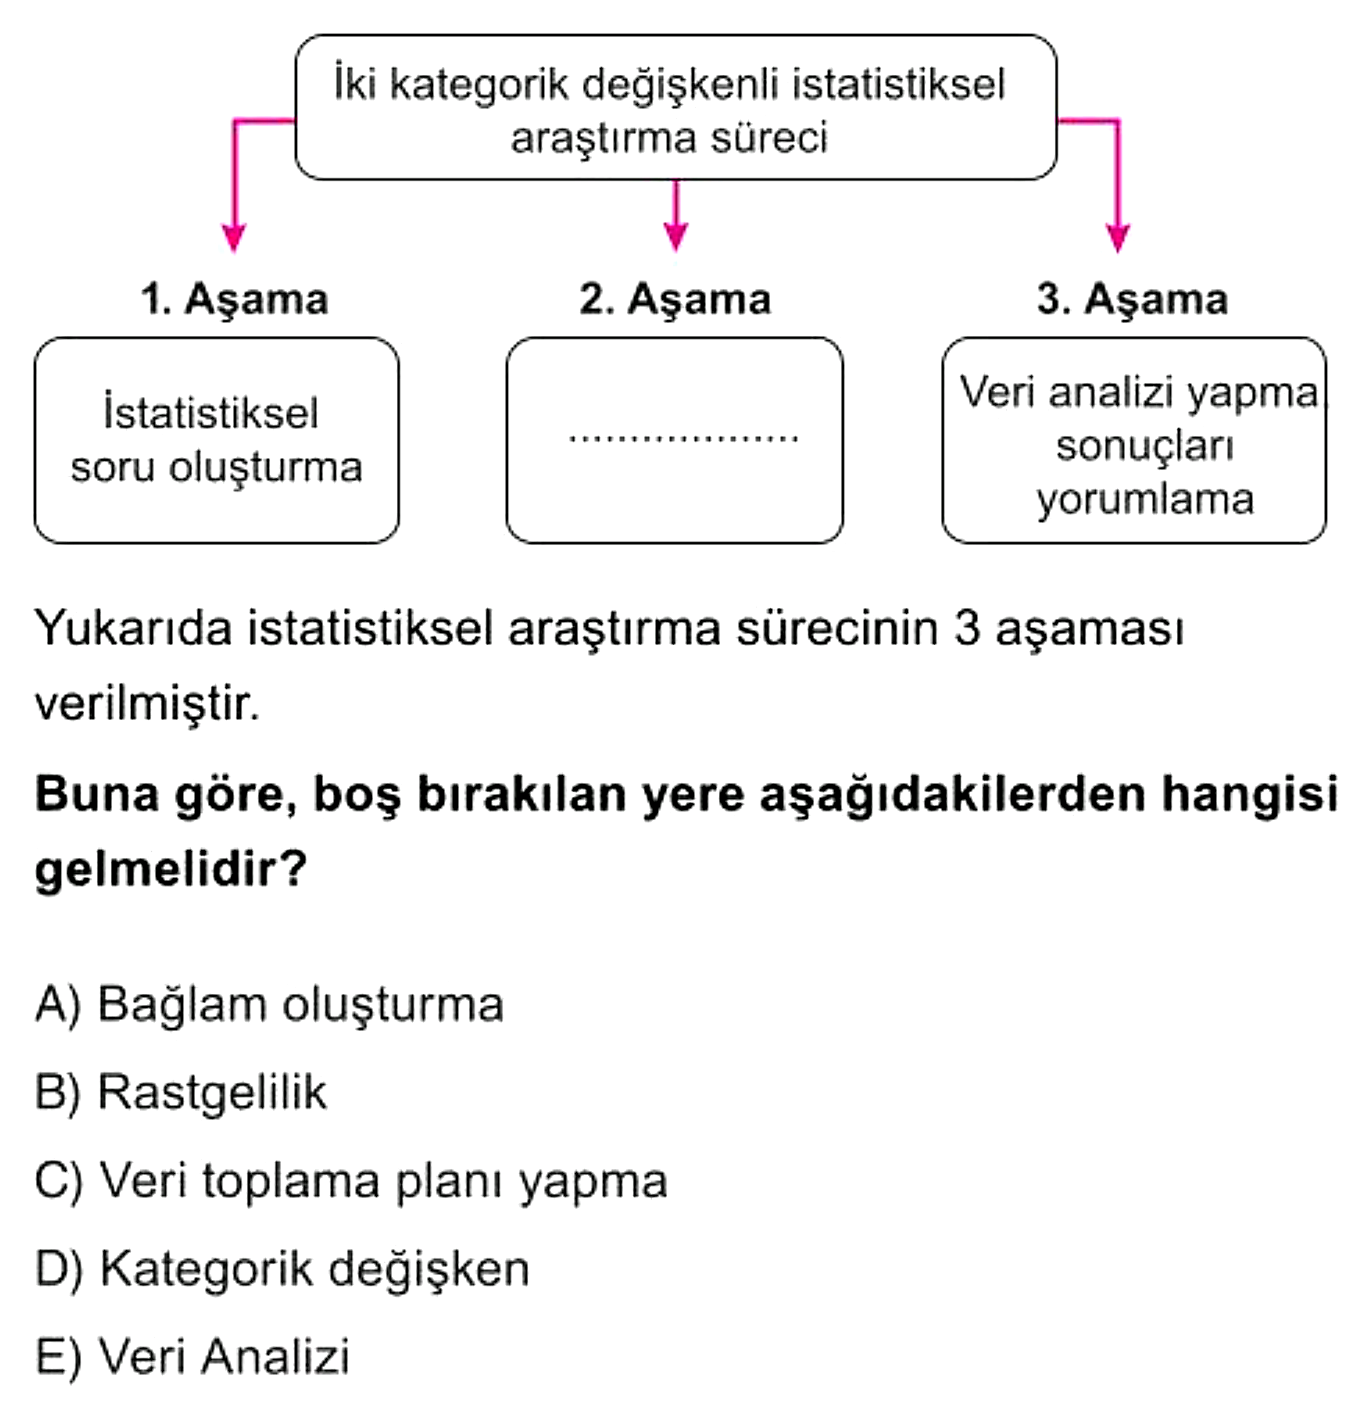 İki kategorik değişkenli istatistiksel
araştırma süreci
1. Aşama
2. Aşama
3. Aşama
İstatistiksel
soru oluşturma
...................
Veri analizi yapma,
sonuçları
yorumlama
Yukarıda istatistiksel araştırma sürecinin 3 aşaması
verilmiştir.
Buna göre, boş bırakılan yere aşağıdakilerden hangisi
gelmelidir?
A) Bağlam oluşturma
B) Rastgelilik
C) Veri toplama planı yapma
D) Kategorik değişken
E) Veri Analizi